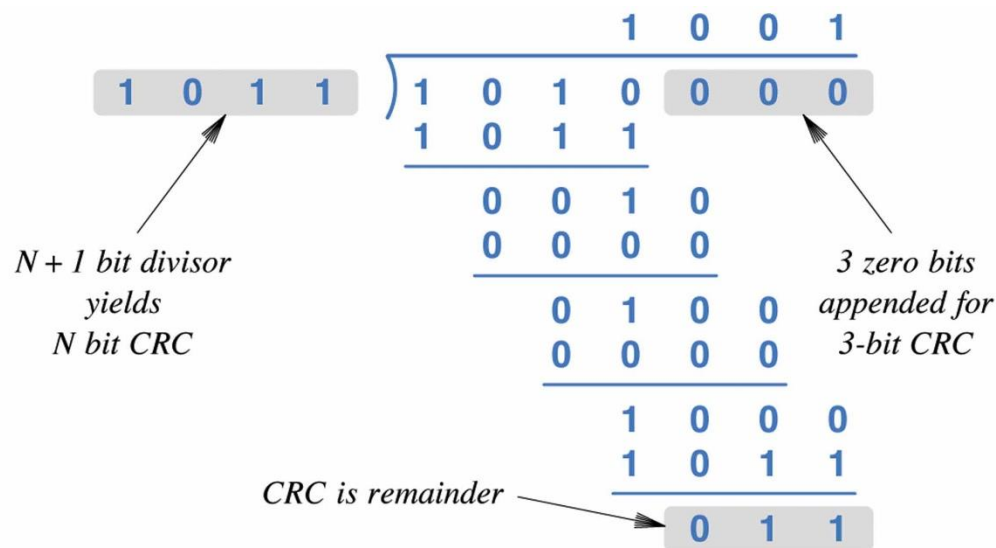 1 0 0 1
1 0 1 1 1 0 1 0 0 0 0
1 0 1 1
0 0 1 0
0 0 0 0
N + 1 bit divisor
yields
N bit CRC
3 zero bits
appended for
3-bit CRC
0 1 0 0
0 0 0 0
1 0 0 0
1 0 1 1
CRC is remainder
0 1 1